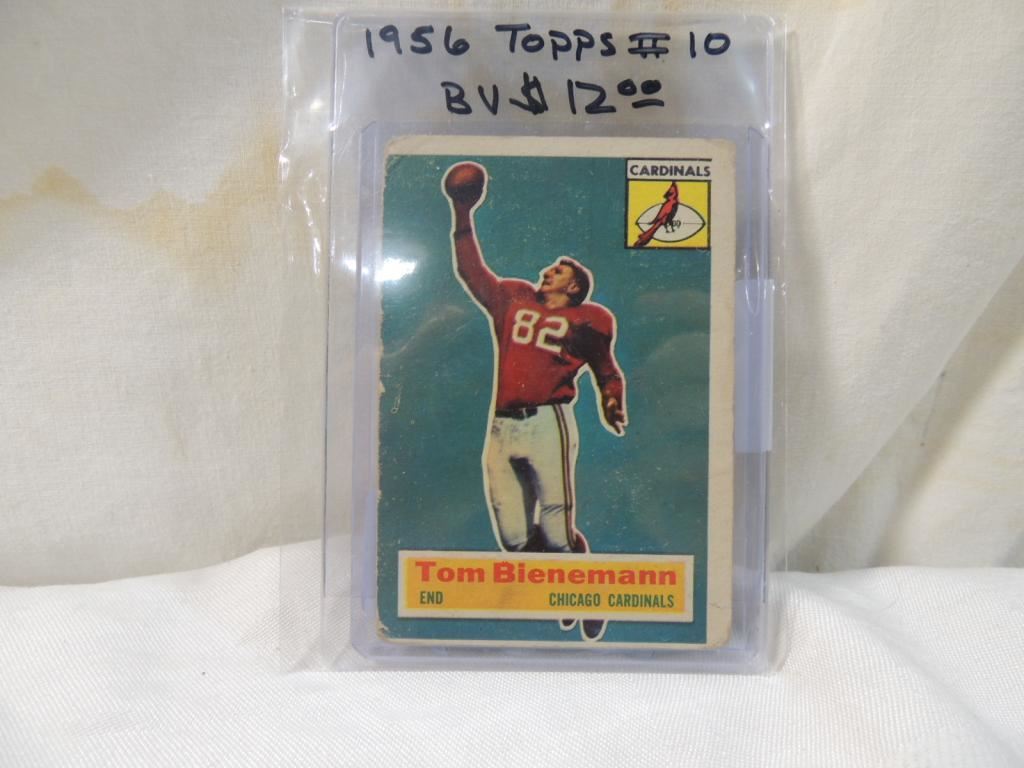 1956 Topps # 10
BV $ 12.00
CARDINALS
82
Tom Bienemann
END CHICAGO CARDINALS